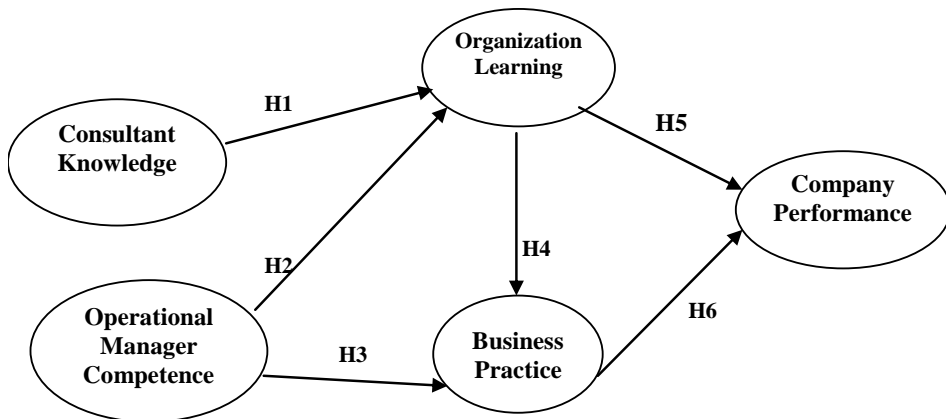 Organization
Learning
H1
H5
Consultant
Knowledge
Company
Performance
H2
H4
Operational
Manager
Competence
H3
Business
Practice
H6